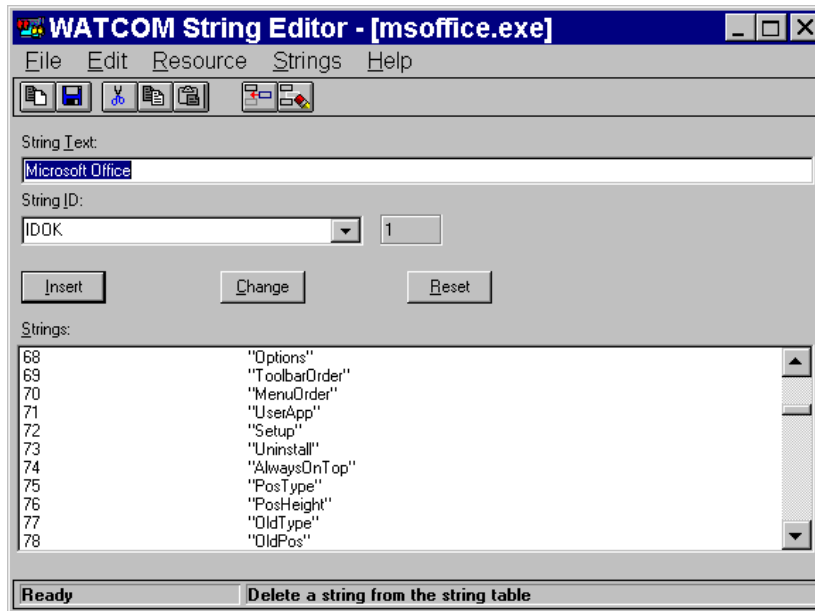 WATCOM String Editor - [msoffice.exe]
File Edit Resource Strings Help
String Text:
Microsoft Office
String ID:
IDOK 1
Insert Change Reset
Strings:
68 "Options"
69 "ToolbarOrder"
70 "MenuOrder"
71 "UserApp"
72 "Setup"
73 "Uninstall"
74 "AlwaysOnTop"
75 "PosType"
76 "PosHeight"
77 "OldType"
78 "OldPos"
Ready Delete a string from the string table